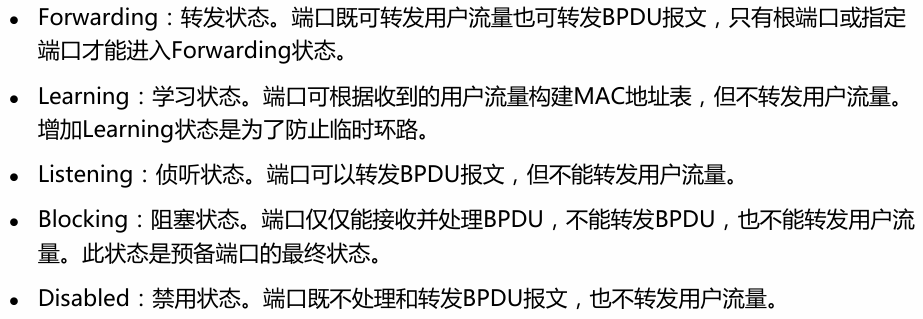 ● Forwarding：转发状态。端口既可转发用户流量也可转发BPDU报文，只有根端口或指定
端口才能进入Forwarding状态。
● Learning：学习状态。端口可根据收到的用户流量构建MAC地址表，但不转发用户流量。
增加Learning状态是为了防止临时环路。
● Listening：侦听状态。端口可以转发BPDU报文，但不能转发用户流量。
● Blocking：阻塞状态。端口仅仅能接收并处理BPDU，不能转发BPDU，也不能转发用户流
量。此状态是预备端口的最终状态。
● Disabled：禁用状态。端口既不处理和转发BPDU报文，也不转发用户流量。